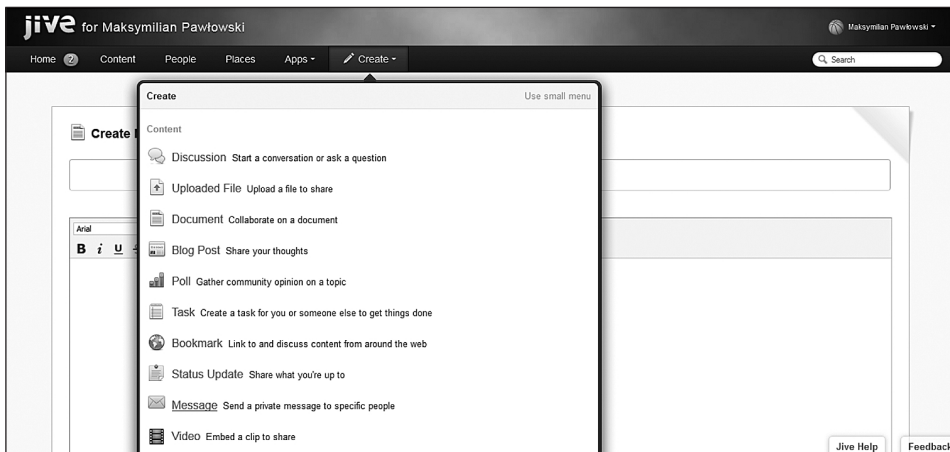 jive for Maksymilian Pawłowski
Maksymilian Pawłowski
Home 2 Content People Places Apps Create
Search
Create Use small menu
Content
Create
Discussion Start a conversation or ask a question
Uploaded File Upload a file to share
Document Collaborate on a document
Arial
Blog Post Share your thoughts
B i U
Poll Gather community opinion on a topic
Task Create a task for you or someone else to get things done
Bookmark Link to and discuss content from around the web
Status Update Share what you're up to
Message Send a private message to specific people
Video Embed a clip to share
Jive Help Feedback